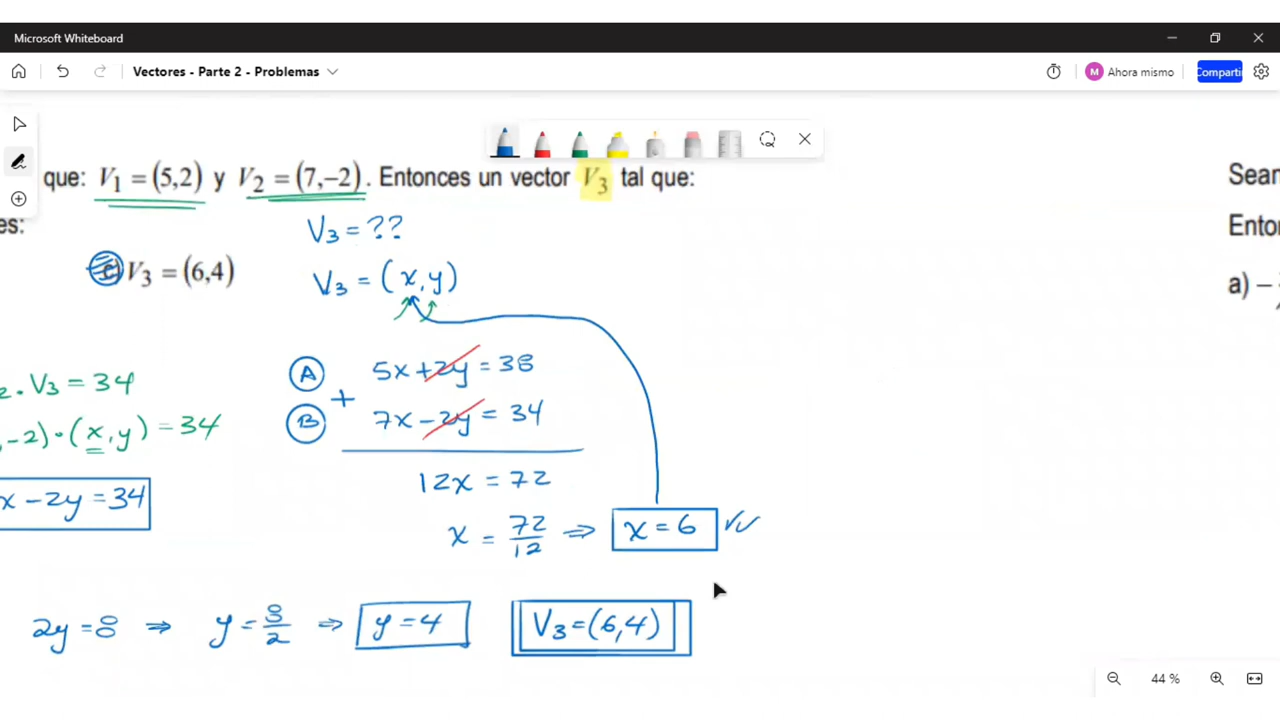 Microsoft Whiteboard
Vectores - Parte 2 - Problemas
M Ahora mismo
Comparti
que: V₁ = (5,2) y V₂ = (7,−2). Entonces un vector V₃ tal que:
Sean
es:
V₃ = ??
Enton
c) V₃ = (6,4)
V₃ = (x,y)
a) −
A 5x+2y = 38
2 · V₃ = 34
+
B 7x − 2y = 34
,−2)•(x,y) = 34
12x = 72
x − 2y = 34
x = 72/12 ⇒ x = 6
2y = 8 ⇒ y = 8/2 ⇒ y = 4
V₃ = (6,4)
44 %